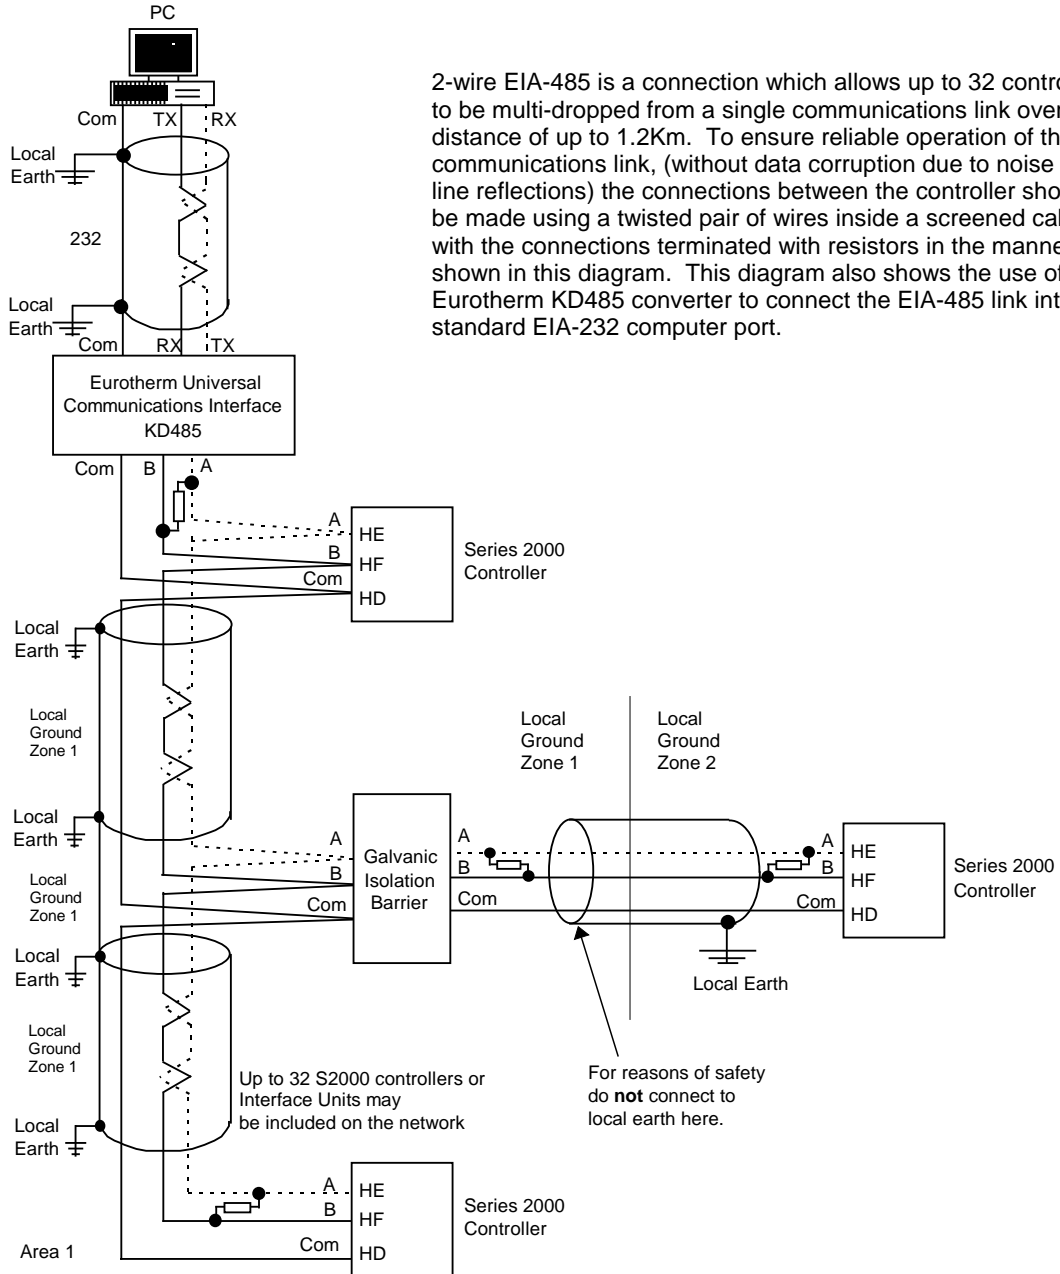 PC
2-wire EIA-485 is a connection which allows up to 32 contro
to be multi-dropped from a single communications link over
distance of up to 1.2Km. To ensure reliable operation of th
communications link, (without data corruption due to noise
line reflections) the connections between the controller sho
be made using a twisted pair of wires inside a screened cal
with the connections terminated with resistors in the manne
shown in this diagram. This diagram also shows the use of
Eurotherm KD485 converter to connect the EIA-485 link int
standard EIA-232 computer port.
Com TX RX
Local
Earth
232
Local
Earth
Com RX TX
Eurotherm Universal
Communications Interface
KD485
Com B A
A
B
Com
HE
HF
HD
Series 2000
Controller
Local
Earth
Local
Ground
Zone 1
Local
Earth
Local
Ground
Zone 1
Local
Ground
Zone 2
A
B
Com
Galvanic
Isolation
Barrier
A
B
Com
A
B
Com
HE
HF
HD
Series 2000
Controller
Local
Ground
Zone 1
Local
Earth
Local Earth
Local
Ground
Zone 1
For reasons of safety
do not connect to
local earth here.
Up to 32 S2000 controllers or
Interface Units may
be included on the network
Local
Earth
A
B
Com
HE
HF
HD
Series 2000
Controller
Area 1